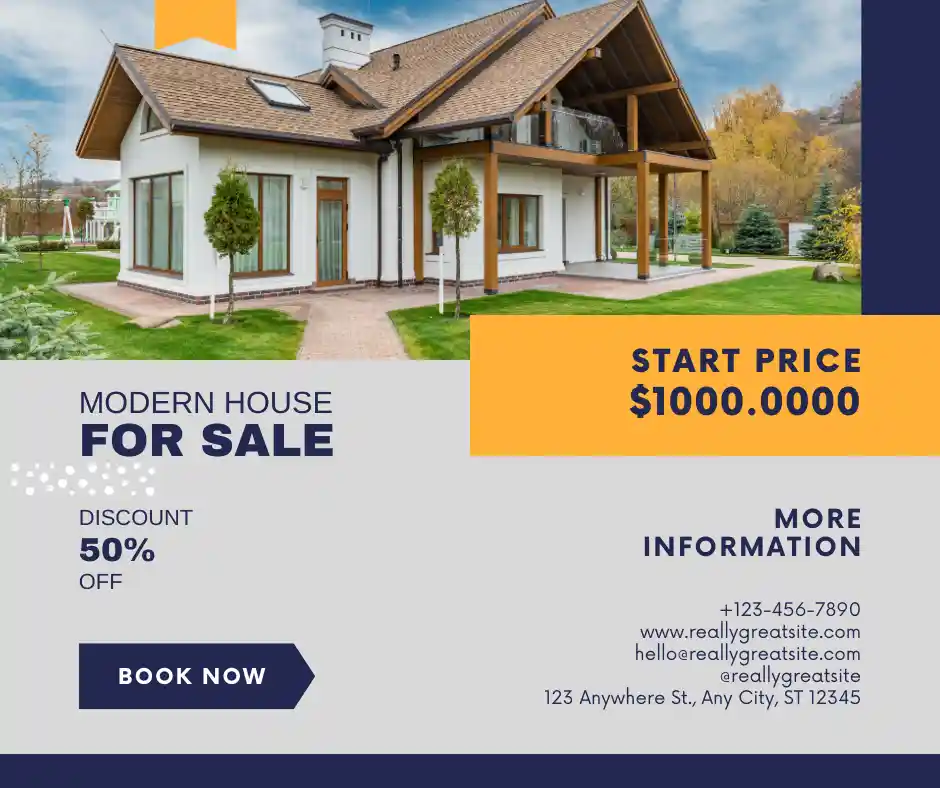 MODERN HOUSE
FOR SALE
START PRICE
$1000.0000
DISCOUNT
50%
OFF
BOOK NOW
MORE
INFORMATION
+123-456-7890
www.reallygreatsite.com
hello@reallygreatsite.com
@reallygreatsite
123 Anywhere St., Any City, ST 12345